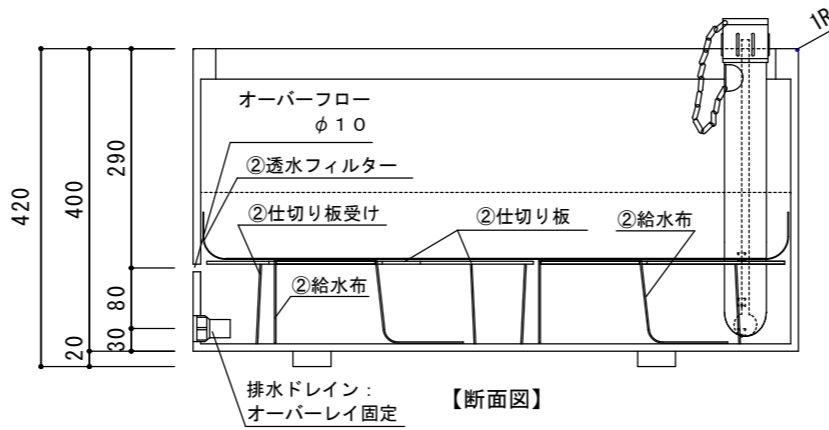 1R
オーバーフロー
φ10
②透水フィルター
②仕切り板受け
②仕切り板
②給水布
②給水布
420
400
290
80
30
20
排水ドレイン：
オーバーレイ固定
【断面図】